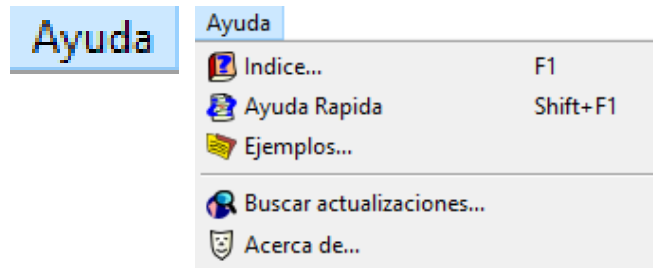 Ayuda
Ayuda
Indice... F1
Ayuda Rapida Shift+F1
Ejemplos...
Buscar actualizaciones...
Acerca de...